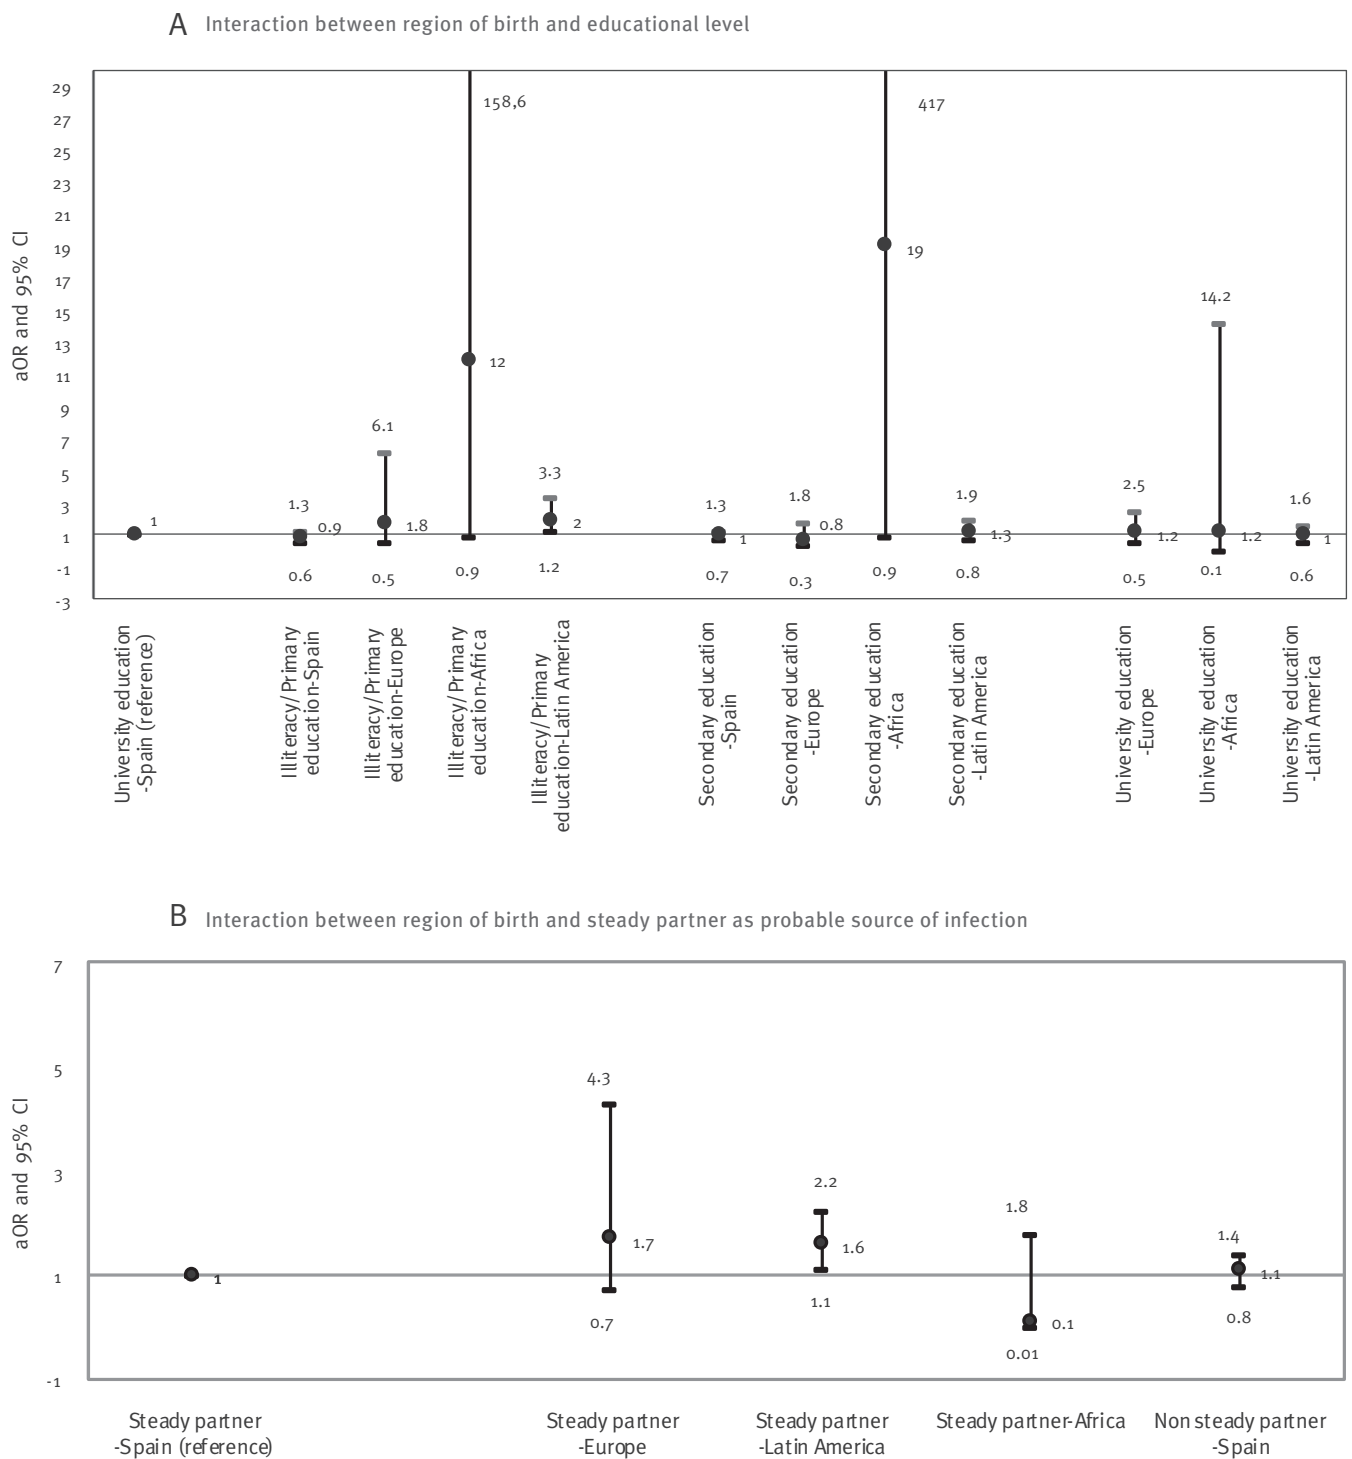 A Interaction between region of birth and educational level
aOR and 95% CI
29
27
25
23
21
19
17
15
13
11
9
7
5
3
1
-1
-3
1
1.3
0.9
0.6
6.1
1.8
0.5
158,6
12
0.9
3.3
2
1.2
1.3
1
0.7
1.8
0.8
0.3
417
19
0.9
1.9
1.3
0.8
2.5
1.2
0.5
14.2
1.2
0.1
1.6
1
0.6
University education
-Spain (reference)
Illiteracy/Primary
education-Spain
Illiteracy/Primary
education-Europe
Illiteracy/Primary
education-Africa
Illiteracy/Primary
education-Latin America
Secondary education
-Spain
Secondary education
-Europe
Secondary education
-Africa
Secondary education
-Latin America
University education
-Europe
University education
-Africa
University education
-Latin America
B Interaction between region of birth and steady partner as probable source of infection
aOR and 95% CI
7
5
3
1
-1
1
4.3
1.7
0.7
2.2
1.6
1.1
1.8
0.1
0.01
1.4
1.1
0.8
Steady partner
-Spain (reference)
Steady partner
-Europe
Steady partner
-Latin America
Steady partner-Africa
Non steady partner
-Spain